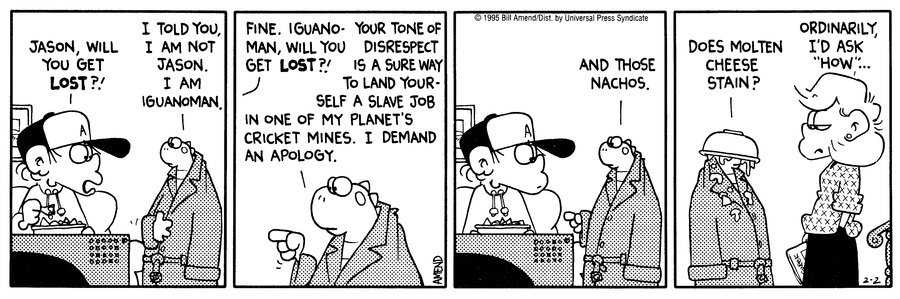 JASON, WILL
YOU GET
LOST?!
I TOLD YOU,
I AM NOT
JASON.
I AM
IGUANOMAN.
A
FINE. IGUANO-
MAN, WILL YOU
GET LOST?!
YOUR TONE OF
DISRESPECT
IS A SURE WAY
TO LAND YOUR-
SELF A SLAVE JOB
IN ONE OF MY PLANET'S
CRICKET MINES. I DEMAND
AN APOLOGY.
AMEND
© 1995 Bill Amend/Dist. by Universal Press Syndicate
AND THOSE
NACHOS.
A
DOES MOLTEN
CHEESE
STAIN?
ORDINARILY,
I'D ASK
"HOW"...
2-2